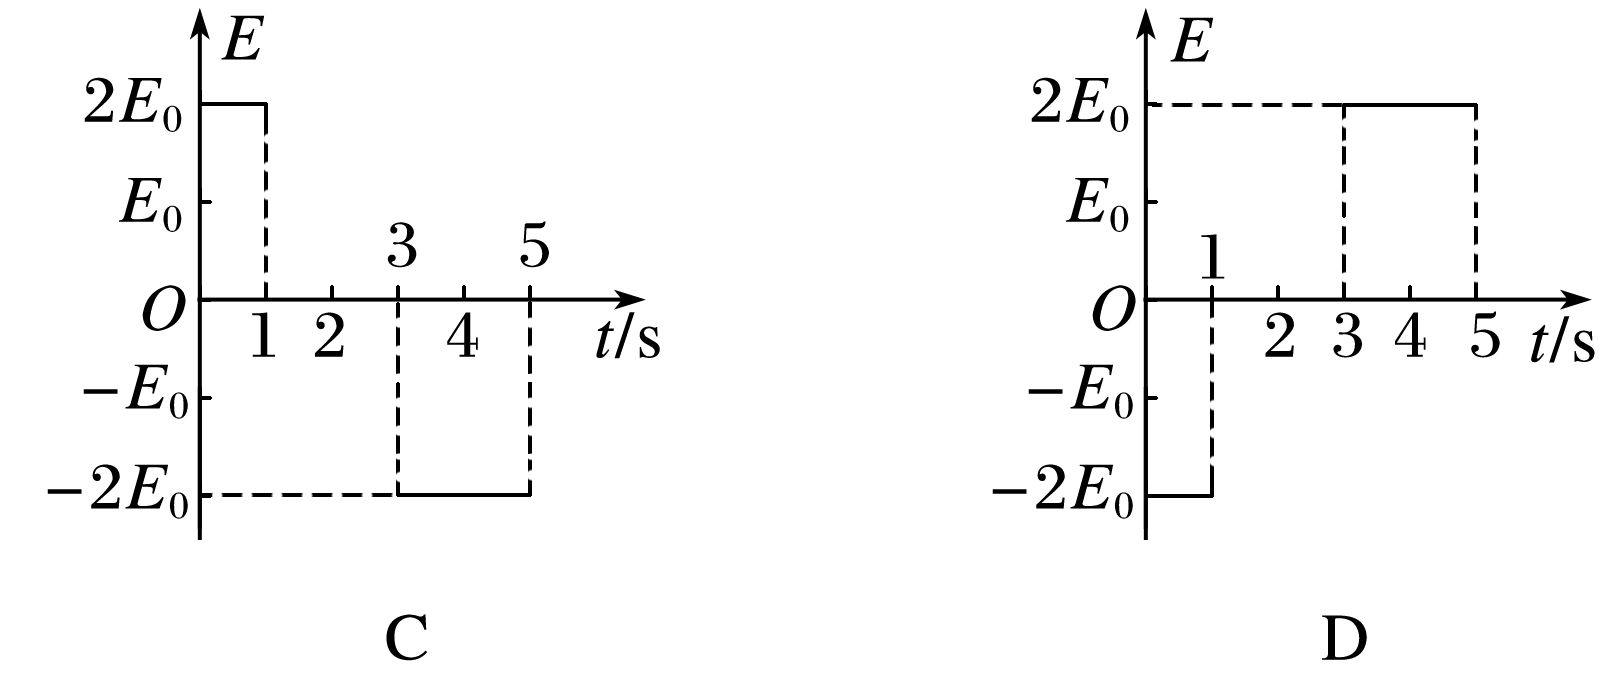 E
2E₀
E₀
3 5
O
1 2 4 t/s
−E₀
−2E₀
C
E
2E₀
E₀
1
O
2 3 4 5 t/s
−E₀
−2E₀
D